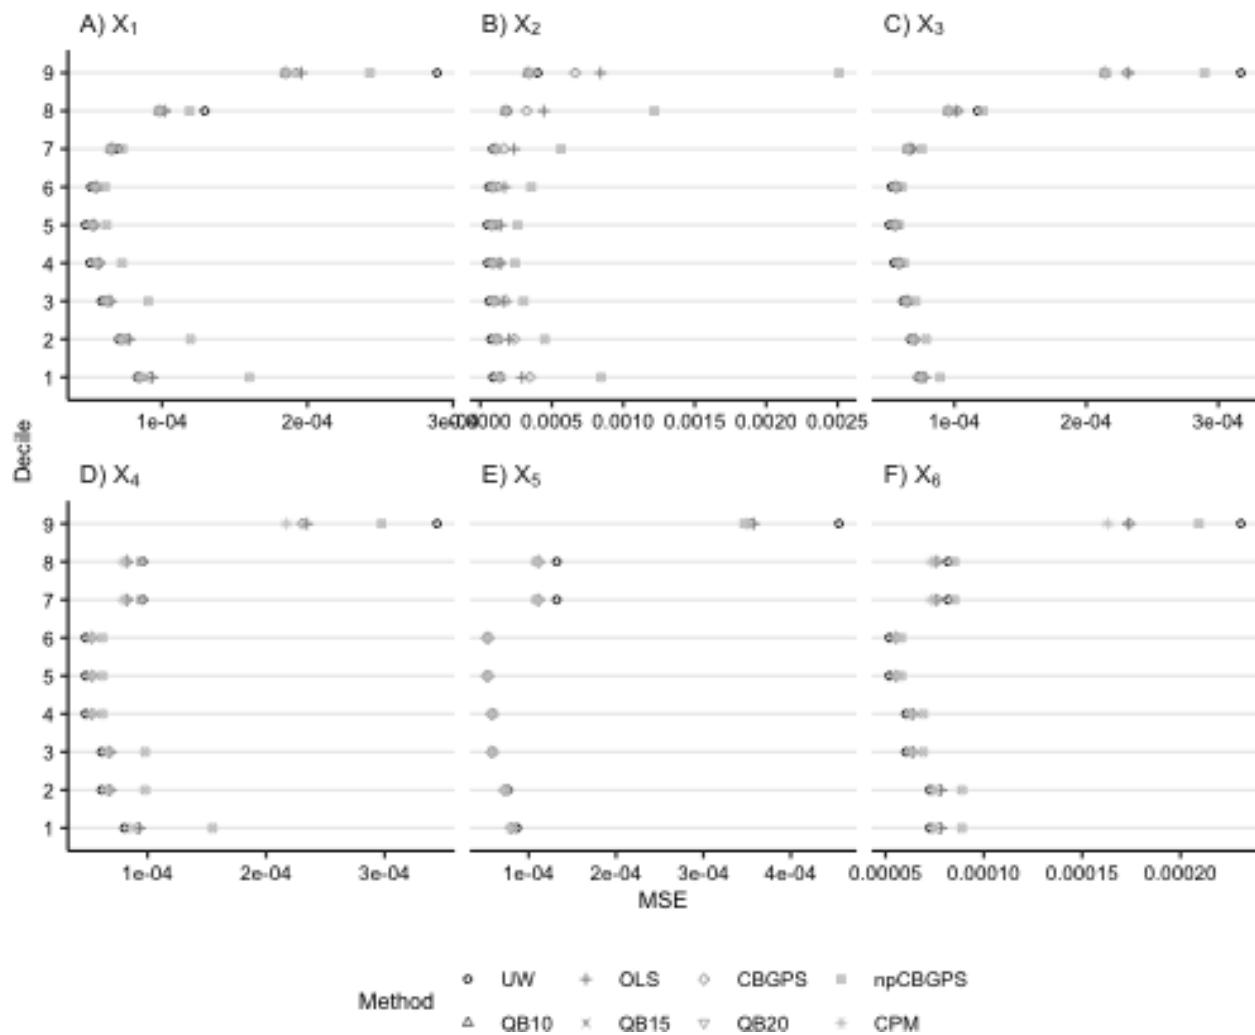 A) X₁
B) X₂
C) X₃
9
8
7
6
5
4
3
2
1
1e-04
2e-04
0.0005
0.0010
0.0015
0.0020
0.0025
1e-04
2e-04
3e-04
Decile
D) X₄
E) X₅
F) X₆
9
8
7
6
5
4
3
2
1
1e-04
2e-04
3e-04
1e-04
2e-04
3e-04
4e-04
0.00005
0.00010
0.00015
0.00020
MSE
Method
UW
OLS
CBGPS
npCBGPS
QB10
QB15
QB20
CPM